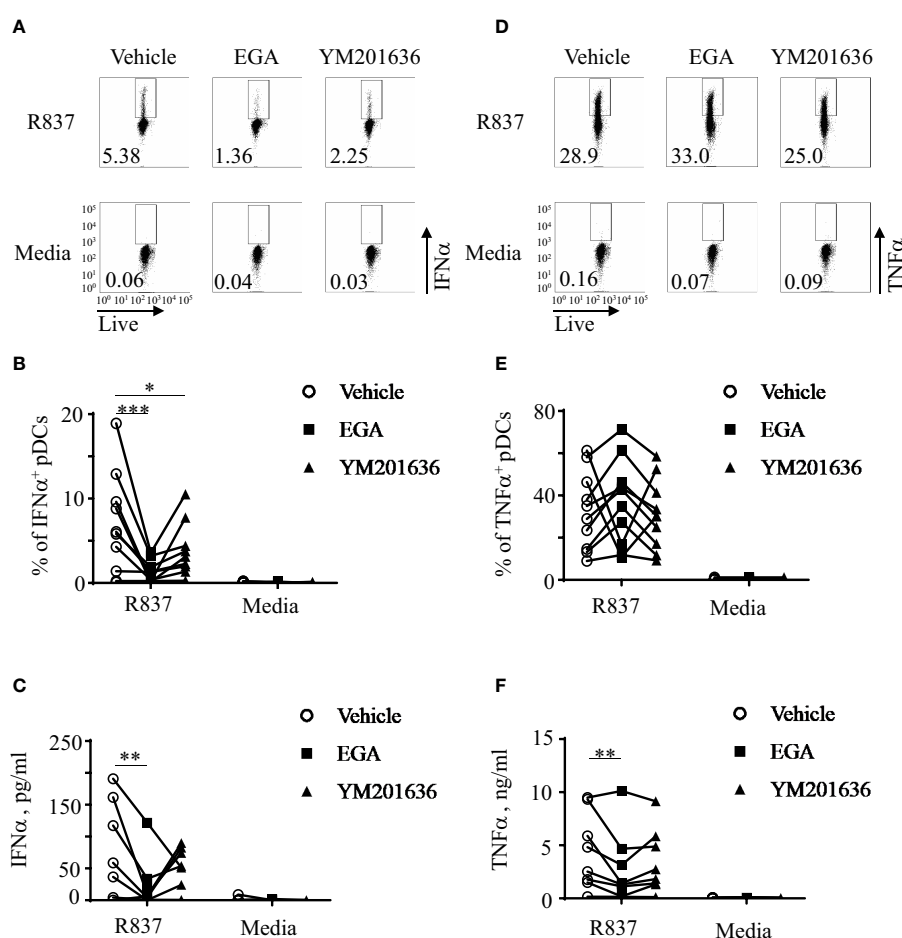 A
Vehicle EGA YM201636
R837
5.38 1.36 2.25
Media
10⁵
10⁴
10³
10²
10¹
10⁰
0.06 0.04 0.03
10⁰ 10¹ 10² 10³ 10⁴ 10⁵
Live
IFNα
D
Vehicle EGA YM201636
R837
28.9 33.0 25.0
Media
10⁵
10⁴
10³
10²
10¹
10⁰
0.16 0.07 0.09
10⁰ 10¹ 10² 10³ 10⁴ 10⁵
Live
TNFα
B
% of IFNα⁺ pDCs
20
10
0
*
***
R837 Media
Vehicle
EGA
YM201636
E
% of TNFα⁺ pDCs
80
40
0
R837 Media
Vehicle
EGA
YM201636
C
IFNα , pg/ml
250
150
50
0
**
R837 Media
Vehicle
EGA
YM201636
F
TNFα, ng/ml
15
10
5
0
**
R837 Media
Vehicle
EGA
YM201636